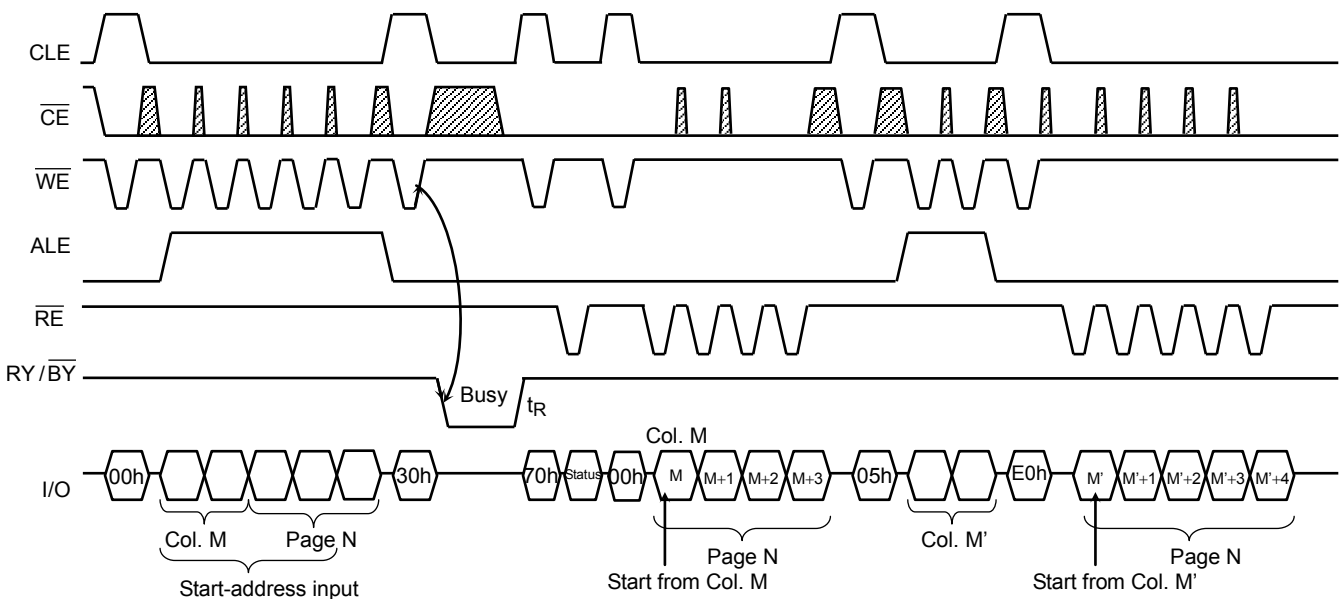 CLE
CE
WE
ALE
RE
RY/BY
Busy
tR
Col. M
I/O
00h
30h
70h
Status
00h
M
M+1
M+2
M+3
05h
E0h
M'
M'+1
M'+2
M'+3
M'+4
Col. M
Page N
Page N
Col. M'
Page N
Start-address input
Start from Col. M
Start from Col. M'